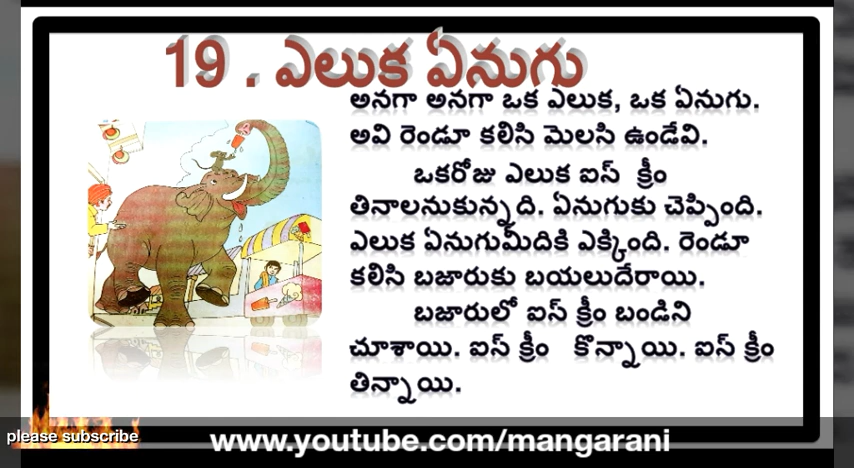 19 . ఎలుక ఏనుగు
అనగా అనగా ఒక ఎలుక, ఒక ఏనుగు.
అవి రెండూ కలిసి మెలసి ఉండేవి.
ఒకరోజు ఎలుక ఐస్ క్రీం
తినాలనుకున్నది. ఏనుగుకు చెప్పింది.
ఎలుక ఏనుగుమీదికి ఎక్కింది. రెండూ
కలిసి బజారుకు బయలుదేరాయి.
బజారులో ఐస్ క్రీం బండిని
చూశాయి. ఐస్ క్రీం కొన్నాయి. ఐస్ క్రీం
తిన్నాయి.
please subscribe
www.youtube.com/mangarani